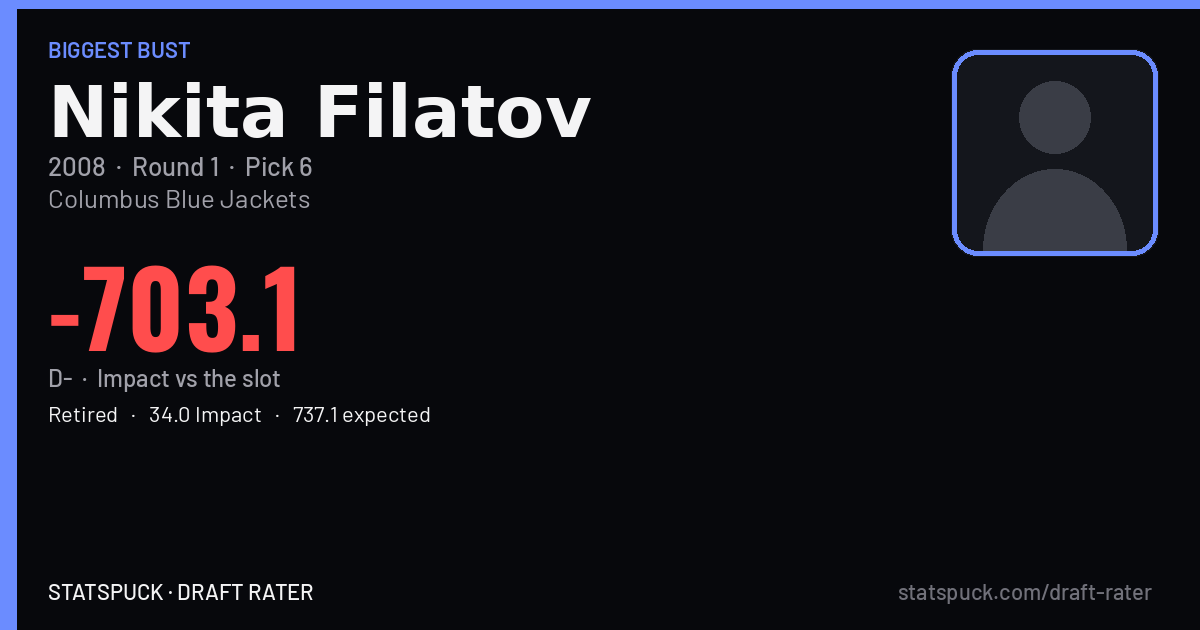 BIGGEST BUST
Nikita Filatov
2008 · Round 1 · Pick 6
Columbus Blue Jackets
-703.1
D- · Impact vs the slot
Retired · 34.0 Impact · 737.1 expected
STATSPUCK · DRAFT RATER
statspuck.com/draft-rater